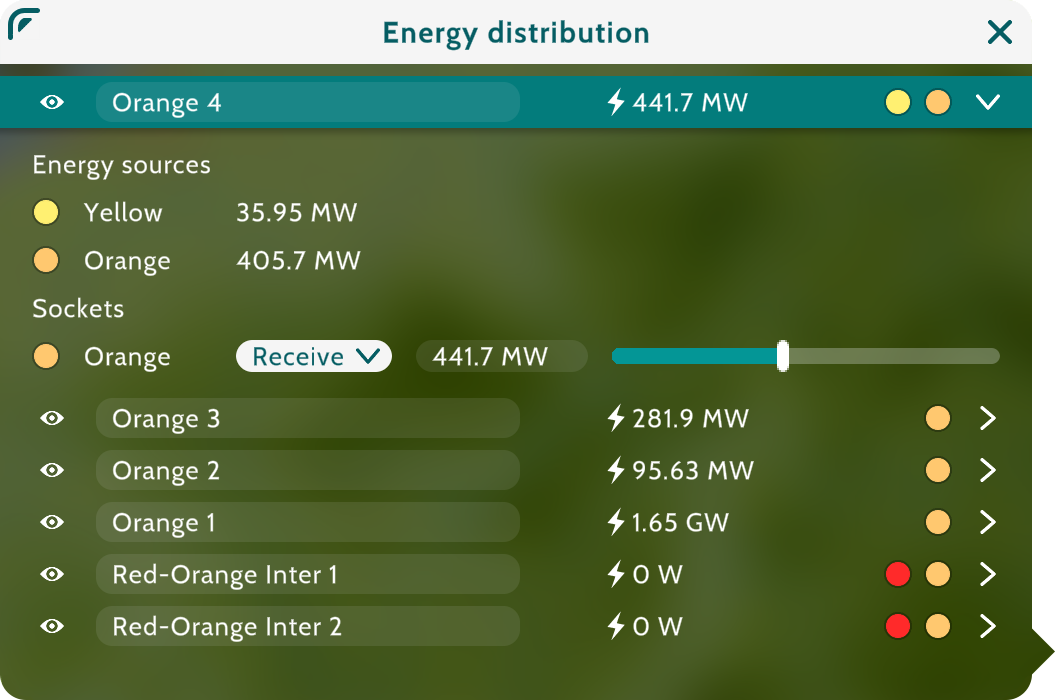 Energy distribution
Orange 4 441.7 MW
Energy sources
Yellow 35.95 MW
Orange 405.7 MW
Sockets
Orange Receive 441.7 MW
Orange 3 281.9 MW
Orange 2 95.63 MW
Orange 1 1.65 GW
Red-Orange Inter 1 0 W
Red-Orange Inter 2 0 W